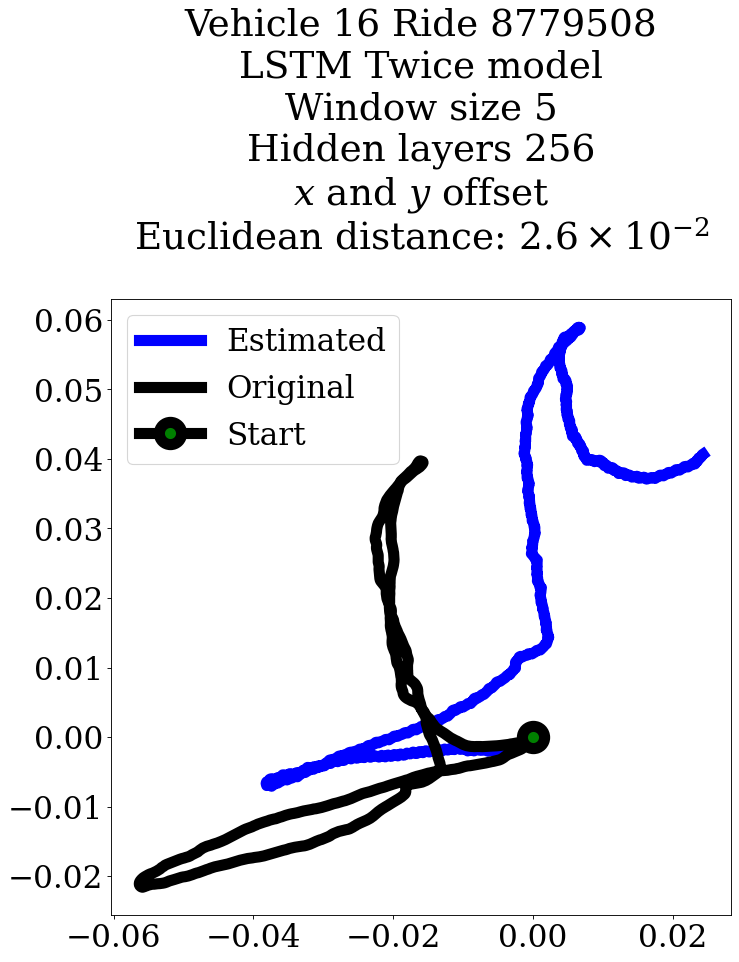 Vehicle 16 Ride 8779508
LSTM Twice model
Window size 5
Hidden layers 256
x and y offset
Euclidean distance: 2.6 × 10⁻²
Estimated
Original
Start
0.06
0.05
0.04
0.03
0.02
0.01
0.00
−0.01
−0.02
−0.06 −0.04 −0.02 0.00 0.02